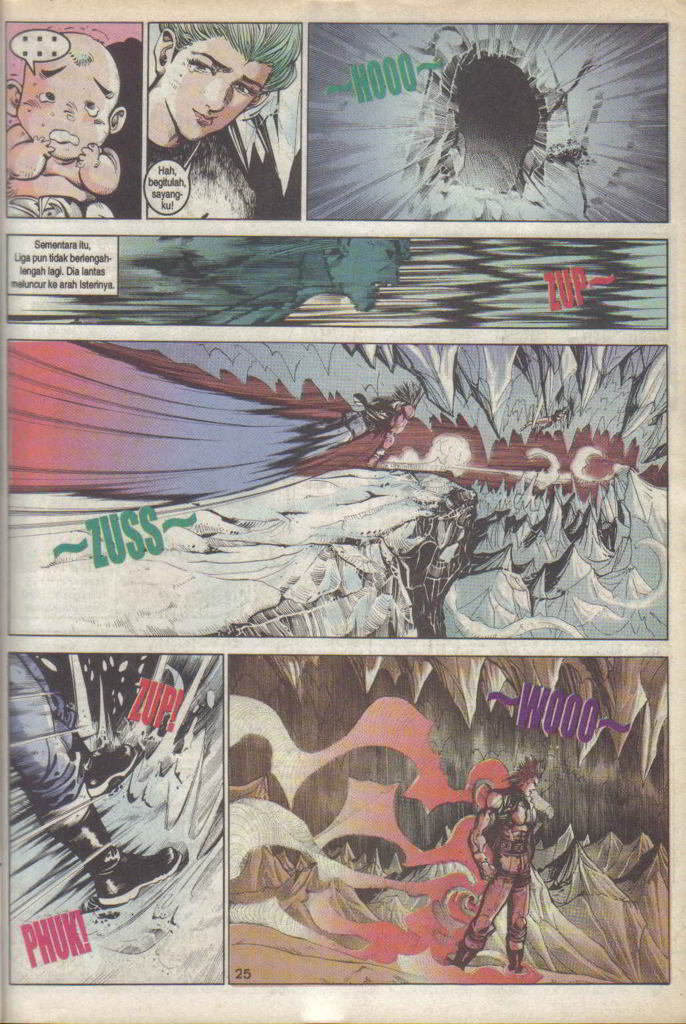 Hah,
begitulah,
sayang-
ku!
~HOOO~
Sementara itu,
Liga pun tidak berlengah-
lengah lagi. Dia lantas
meluncur ke arah Isterinya.
ZUP~
~ZUSS~
ZUP!
PHUK!
~WOOO~
25